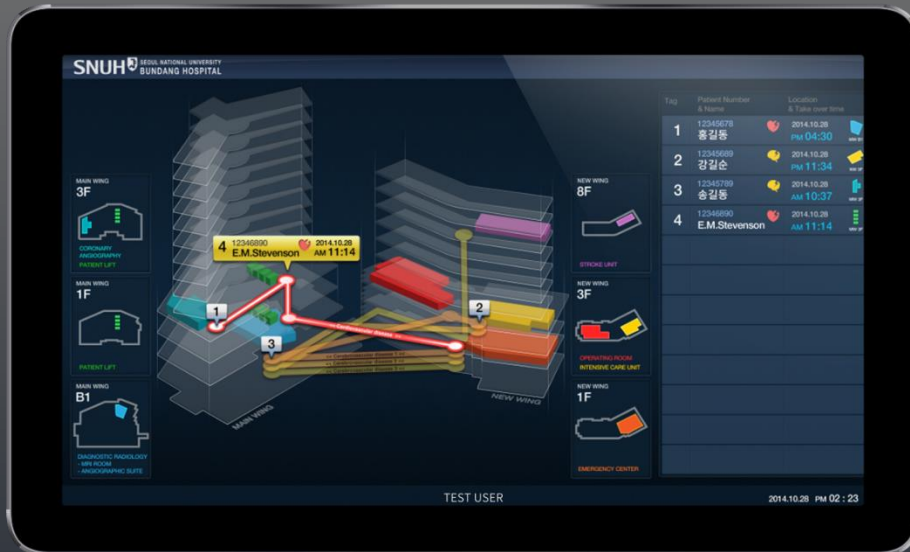 SNUH SEOUL NATIONAL UNIVERSITY
BUNDANG HOSPITAL
MAIN WING
3F
CORONARY
ANGIOGRAPHY
PATIENT LIFT
MAIN WING
1F
PATIENT LIFT
MAIN WING
B1
DIAGNOSTIC RADIOLOGY
- MRI ROOM
- ANGIOGRAPHIC SUITE
4 12346890 2014.10.28
E.M.Stevenson AM 11:14
1
2
3
MAIN WING
NEW WING
NEW WING
8F
STROKE UNIT
NEW WING
3F
OPERATING ROOM
INTENSIVE CARE UNIT
NEW WING
1F
EMERGENCY CENTER
Tag Patient Number Location
& Name & Take over time
1 12345678 2014.10.28
홍길동 PM 04:30
2 12345689 2014.10.28
강길순 PM 11:34
3 12345789 2014.10.28
송길동 AM 10:37
4 12346890 2014.10.28
E.M.Stevenson AM 11:14
TEST USER
2014.10.28 PM 02 : 23